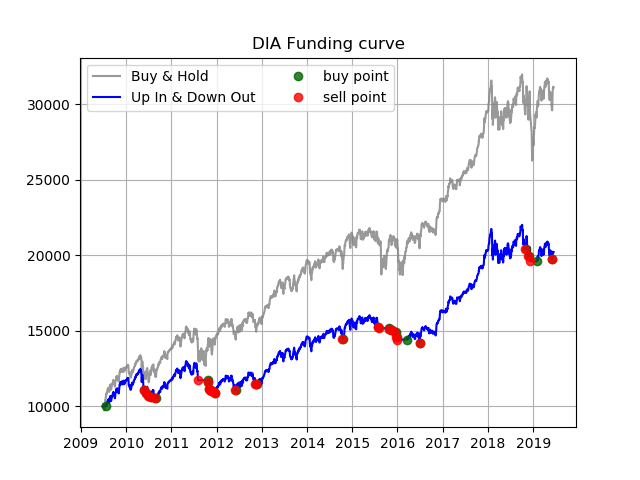 DIA Funding curve
Buy & Hold
Up In & Down Out
buy point
sell point
30000
25000
20000
15000
10000
2009 2010 2011 2012 2013 2014 2015 2016 2017 2018 2019